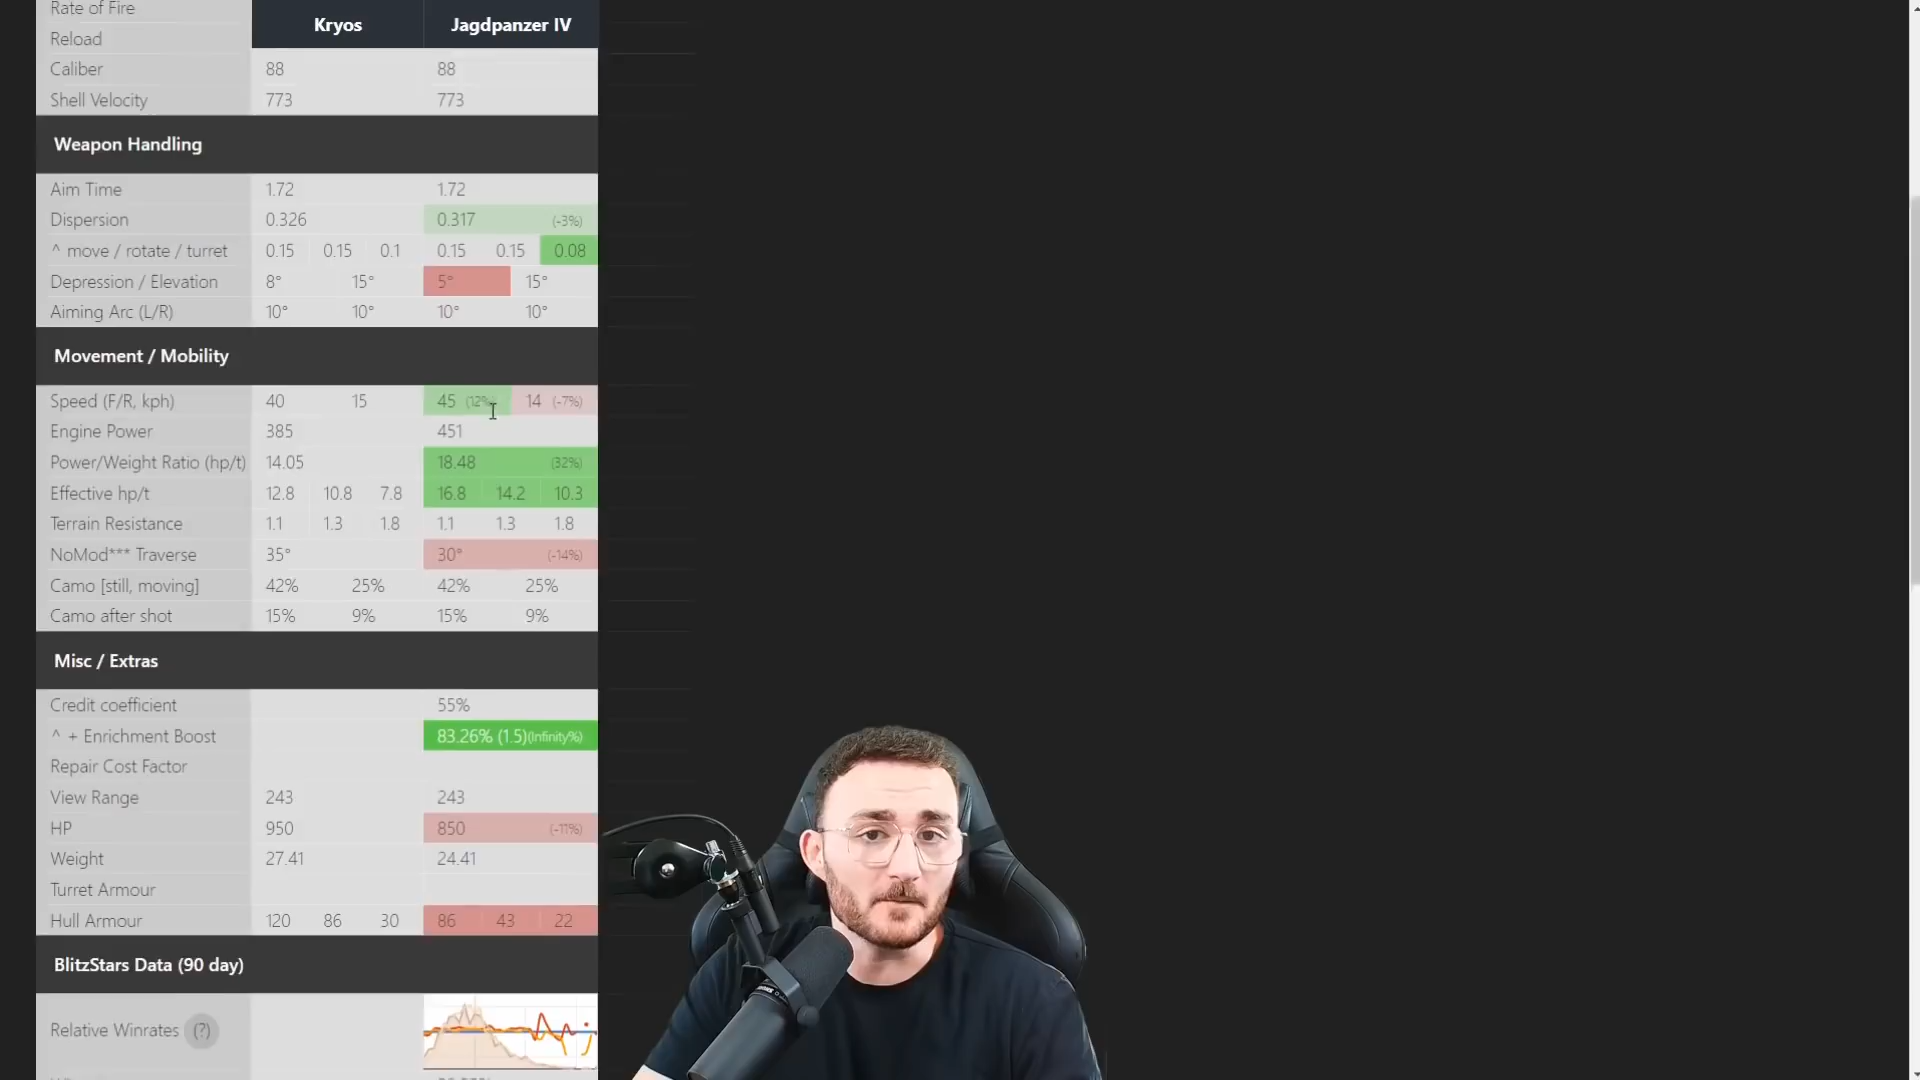 Rate of Fire
Kryos Jagdpanzer IV
Reload
Caliber 88 88
Shell Velocity 773 773
Weapon Handling
Aim Time 1.72 1.72
Dispersion 0.326 0.317 (-3%)
^ move / rotate / turret 0.15 0.15 0.1 0.15 0.15 0.08
Depression / Elevation 8° 15° 5° 15°
Aiming Arc (L/R) 10° 10° 10° 10°
Movement / Mobility
Speed (F/R, kph) 40 15 45 (12%) 14 (-7%)
Engine Power 385 451
Power/Weight Ratio (hp/t) 14.05 18.48 (32%)
Effective hp/t 12.8 10.8 7.8 16.8 14.2 10.3
Terrain Resistance 1.1 1.3 1.8 1.1 1.3 1.8
NoMod*** Traverse 35° 30° (-14%)
Camo [still, moving] 42% 25% 42% 25%
Camo after shot 15% 9% 15% 9%
Misc / Extras
Credit coefficient 55%
^ + Enrichment Boost 83.26% (1.5)(Infinity%)
Repair Cost Factor
View Range 243 243
HP 950 850 (-11%)
Weight 27.41 24.41
Turret Armour
Hull Armour 120 86 30 86 43 22
BlitzStars Data (90 day)
Relative Winrates (?)